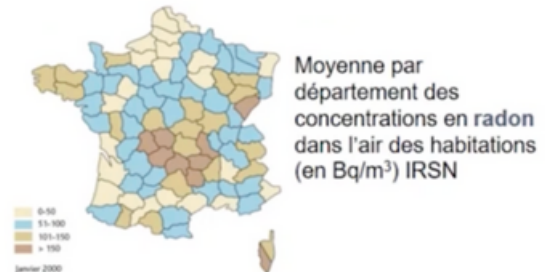 Moyenne par
département des
concentrations en radon
dans l'air des habitations
(en Bq/m³) IRSN
0-50
51-100
101-150
> 150
Janvier 2000